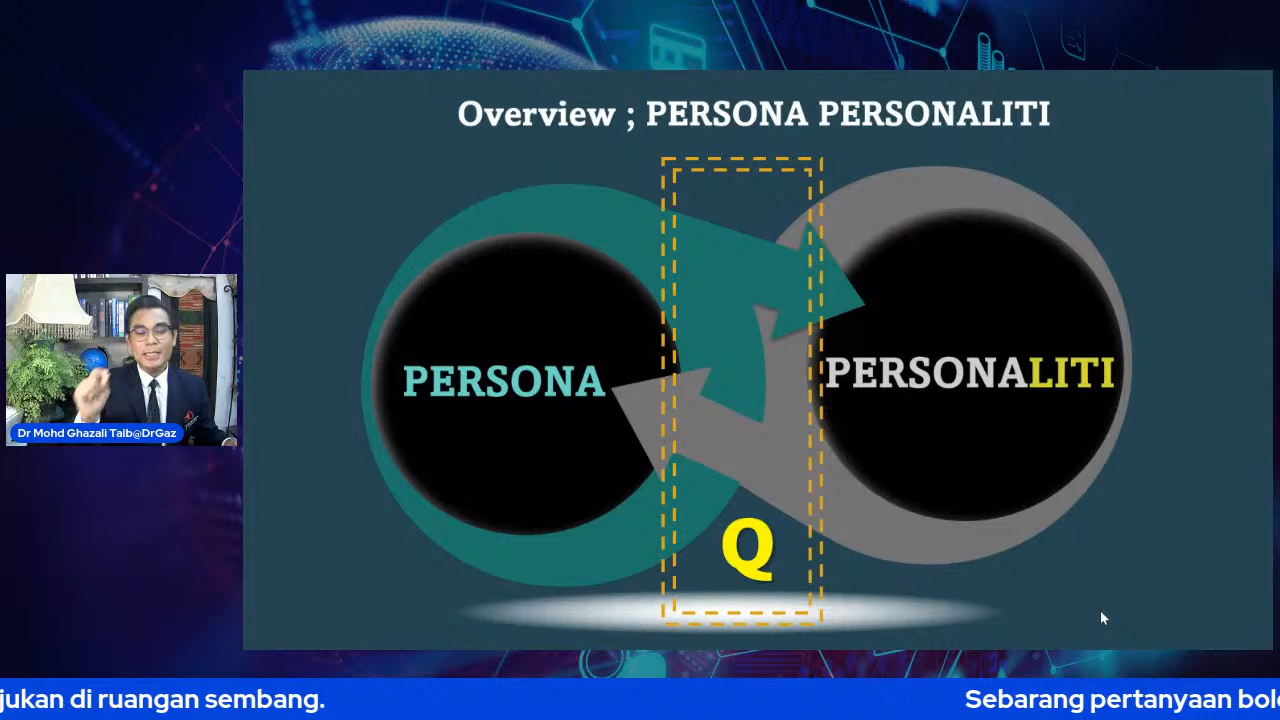 Overview ; PERSONA PERSONALITI
PERSONA
PERSONALITI
Q
Dr Mohd Ghazali Taib@DrGaz
jukan di ruangan sembang.
Sebarang pertanyaan bole